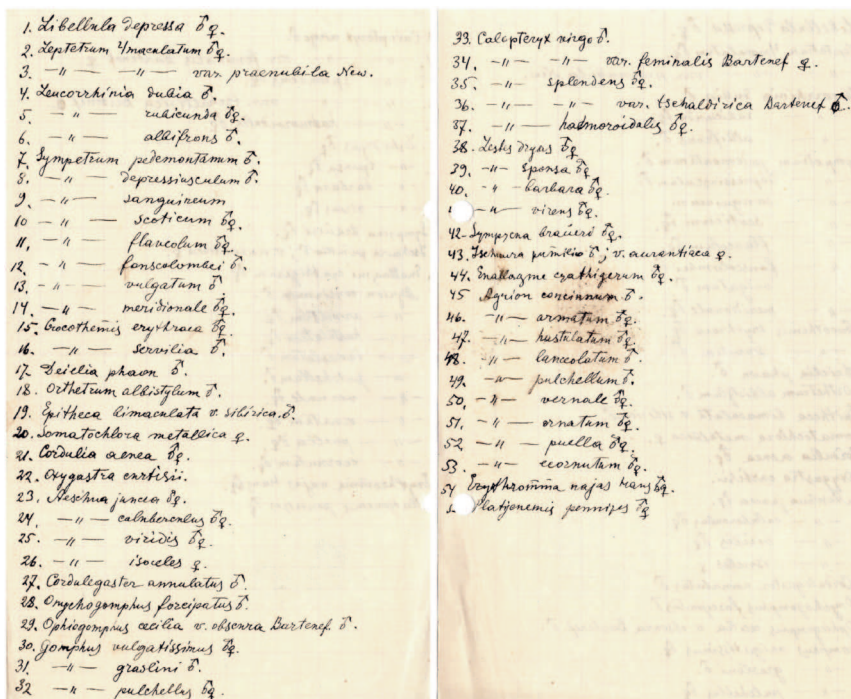 1. Libellula depressa ♂♀.
2. Leptetrum 4maculatum ♂♀.
3. -"- -"- var. praenubila New.
4. Leucorrhinia dubia ♂.
5. -"- rubicunda ♂♀.
6. -"- albifrons ♂.
7. Sympetrum pedemontanum ♂.
8. -"- depressiusculum ♂.
9. -"- sanguineum
10 -"- scoticum ♂♀.
11, -"- flaveolum ♂♀.
12. -"- fonscolombei ♂.
13. -"- vulgatum ♂.
14. -"- meridionale ♂♀.
15. Crocothemis erythraea ♂♀
16. -"- servilia ♂.
17. Deielia phaon ♂.
18. Orthetrum albistylum ♂.
19. Epitheca bimaculata v. sibirica ♂.
20. Somatochlora metallica ♀.
21. Cordulia aenea ♂♀.
22. Oxygastra curtisii.
23, Aeschna juncea ♂♀.
24, -"- caluberculus ♂♀.
25. -"- viridis ♂♀.
26. -"- isoceles ♀.
27. Cordulegaster annulatus ♂.
28. Onychogomphus forcipatus ♂.
29. Ophiogomphus cecilia v. obscura Bartenef. ♂.
30. Gomphus vulgatissimus ♂♀.
31, -"- graslini ♂.
32 -"- pulchellus ♂♀.
33. Calopteryx virgo ♂.
34. -"- -"- var. feminalis Bartenef ♀.
35. -"- splendens ♂♀.
36. -"- -"- var. tschaldirica Bartenef ♂.
37. -"- haemoroidalis ♂♀.
38. Lestes dryas ♂♀
39. -"- sponsa ♂♀
40. -"- barbara ♂♀.
-"- virens ♂♀.
42. Sympycna braueri ♂♀.
43. Ischnura pumilio ♂; v. aurantiaca ♀.
44. Enallagme cyathigerum ♂♀.
45 Agrion concinnum ♂.
46. -"- armatum ♂♀.
47. -"- hastulatum ♂♀.
48. -"- lanceolatum ♂.
49. -"- pulchellum ♂.
50, -"- vernale ♂♀.
51. -"- ornatum ♂♀.
52 -"- puella ♂♀.
53. -"- ecornutum ♂♀.
54 Erythromma najas Hans ♂♀.
Platycnemis pennipes ♂♀